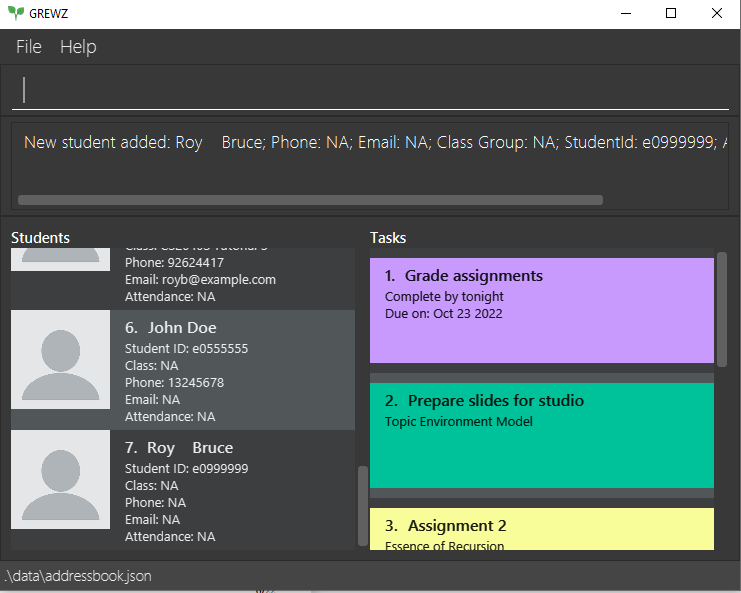 GREWZ
File Help
New student added: Roy    Bruce; Phone: NA; Email: NA; Class Group: NA; StudentId: e0999999;
Students
Phone: 92624417
Email: royb@example.com
Attendance: NA
6. John Doe
Student ID: e0555555
Class: NA
Phone: 13245678
Email: NA
Attendance: NA
7. Roy    Bruce
Student ID: e0999999
Class: NA
Phone: NA
Email: NA
Attendance: NA
Tasks
1. Grade assignments
Complete by tonight
Due on: Oct 23 2022
2. Prepare slides for studio
Topic Environment Model
3. Assignment 2
Essence of Recursion
.\data\addressbook.json